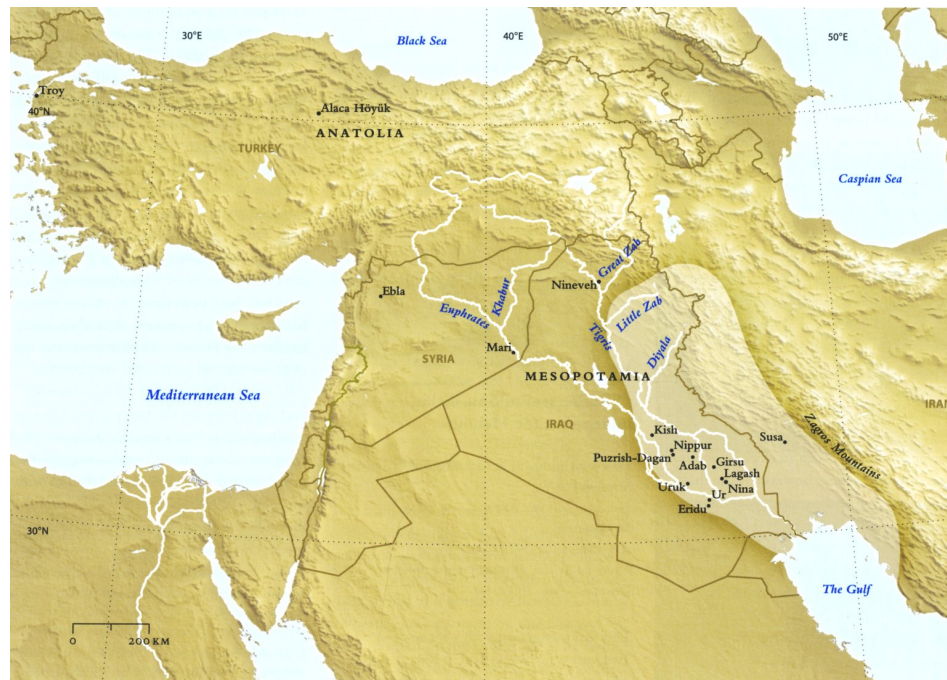 30°E
Black Sea
40°E
50°E
Troy
40°N
Alaca Höyük
ANATOLIA
TURKEY
Caspian Sea
Great Zab
Nineveh
Ebla
Khabur
Euphrates
Little Zab
Tigris
Mari
SYRIA
Diyala
MESOPOTAMIA
Mediterranean Sea
IRAN
Zagros Mountains
IRAQ
Kish
Susa
Nippur
Puzrish-Dagan
Adab
Girsu
Lagash
Uruk
Nina
Ur
Eridu
30°N
The Gulf
0
200 KM